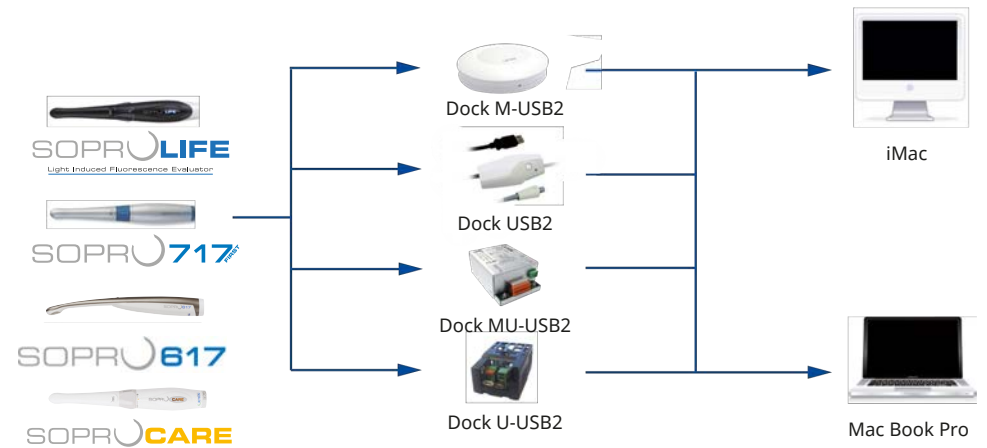 SOPROLIFE
Light Induced Fluorescence Evaluator
SOPRO717 FIRST
SOPRO617
SOPROCARE
Dock M-USB2
Dock USB2
Dock MU-USB2
Dock U-USB2
iMac
Mac Book Pro